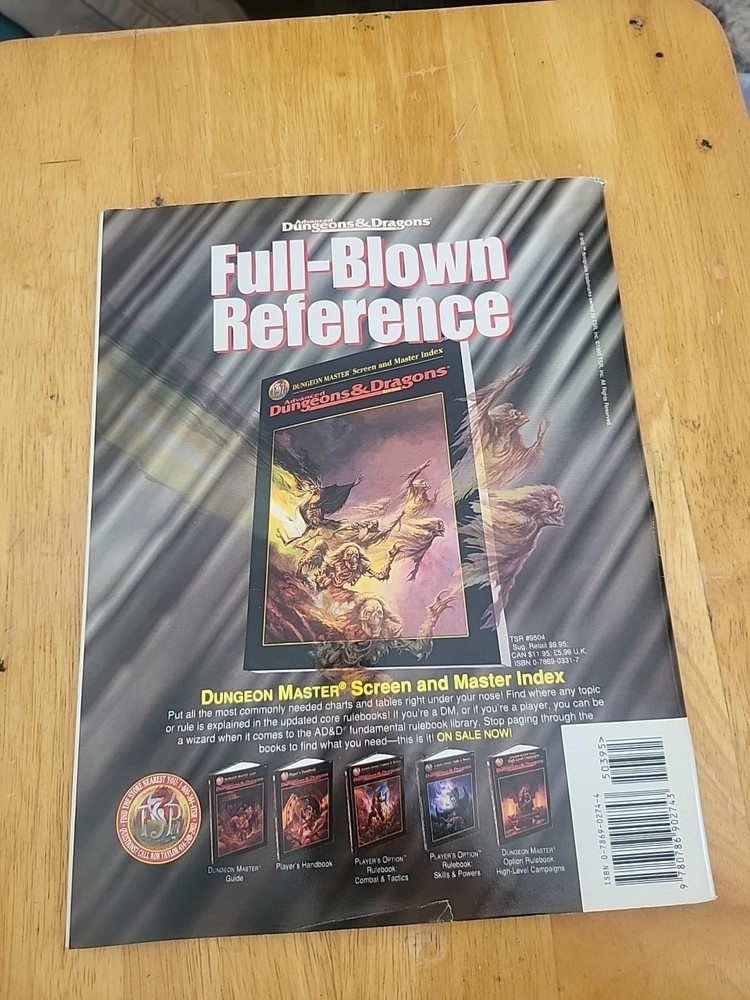 Advanced
Dungeons & Dragons®
Full-Blown
Reference
DUNGEON MASTER® Screen and Master Index
Advanced
Dungeons & Dragons®
TSR #9504
Sug. Retail $9.95;
CAN $11.95; £5.99 U.K.
ISBN 0-7869-0331-7
DUNGEON MASTER® Screen and Master Index
Put all the most commonly needed charts and tables right under your nose! Find where any topic
or rule is explained in the updated core rulebooks! If you're a DM, or if you're a player, you can be
a wizard when it comes to the AD&D® fundamental rulebook library. Stop paging through the
books to find what you need—this is it! ON SALE NOW!
TSR
DUNGEON MASTER®
Guide
Player's Handbook
PLAYER'S OPTION™
Rulebook:
Combat & Tactics
PLAYER'S OPTION™
Rulebook:
Skills & Powers
DUNGEON MASTER®
Option Rulebook:
High-Level Campaigns
ISBN 0-7869-0274-4
50395>
9 780786 902743